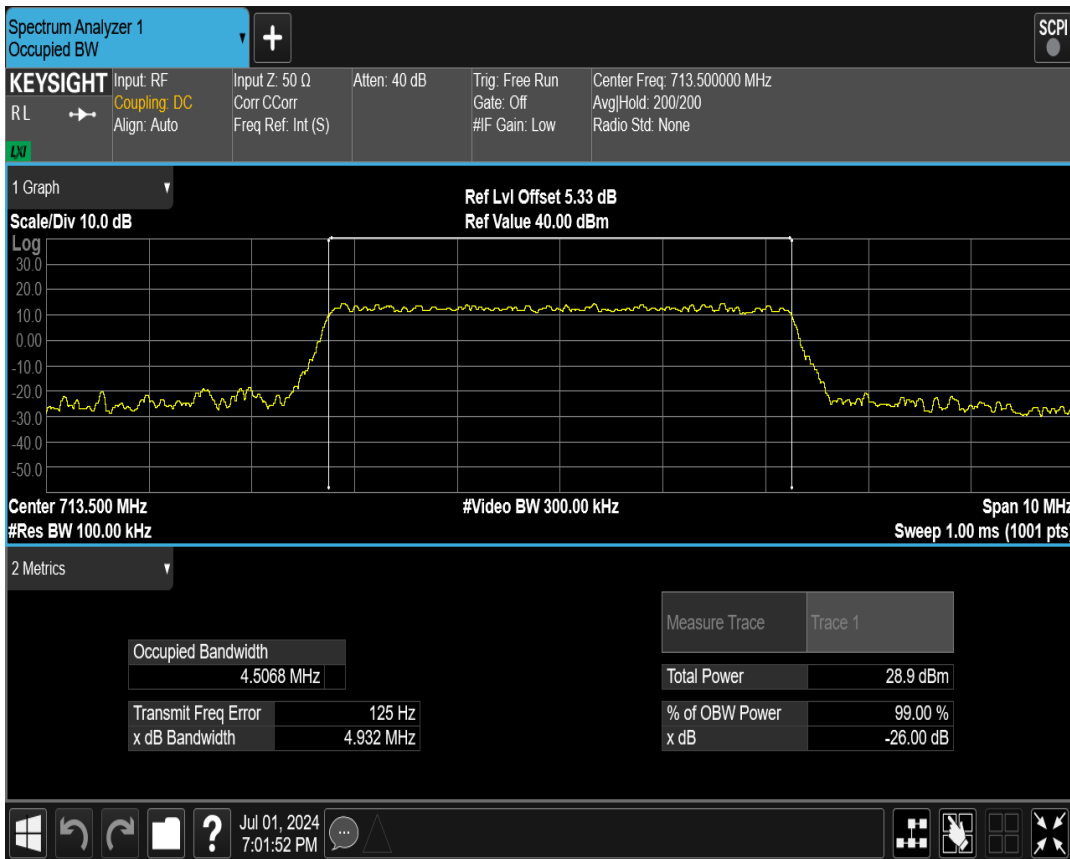 Spectrum Analyzer 1
Occupied BW
+
SCPI
KEYSIGHT
RL
LXI
Input: RF
Coupling: DC
Align: Auto
Input Z: 50 Ω
Corr CCorr
Freq Ref: Int (S)
Atten: 40 dB
Trig: Free Run
Gate: Off
#IF Gain: Low
Center Freq: 713.500000 MHz
Avg|Hold: 200/200
Radio Std: None
1 Graph
Scale/Div 10.0 dB
Ref Lvl Offset 5.33 dB
Ref Value 40.00 dBm
Log
30.0
20.0
10.0
0.00
-10.0
-20.0
-30.0
-40.0
-50.0
Center 713.500 MHz
#Video BW 300.00 kHz
Span 10 MHz
#Res BW 100.00 kHz
Sweep 1.00 ms (1001 pts)
2 Metrics
Measure Trace Trace 1
Occupied Bandwidth
4.5068 MHz
Total Power 28.9 dBm
Transmit Freq Error 125 Hz
% of OBW Power 99.00 %
x dB Bandwidth 4.932 MHz
x dB -26.00 dB
?
Jul 01, 2024
7:01:52 PM